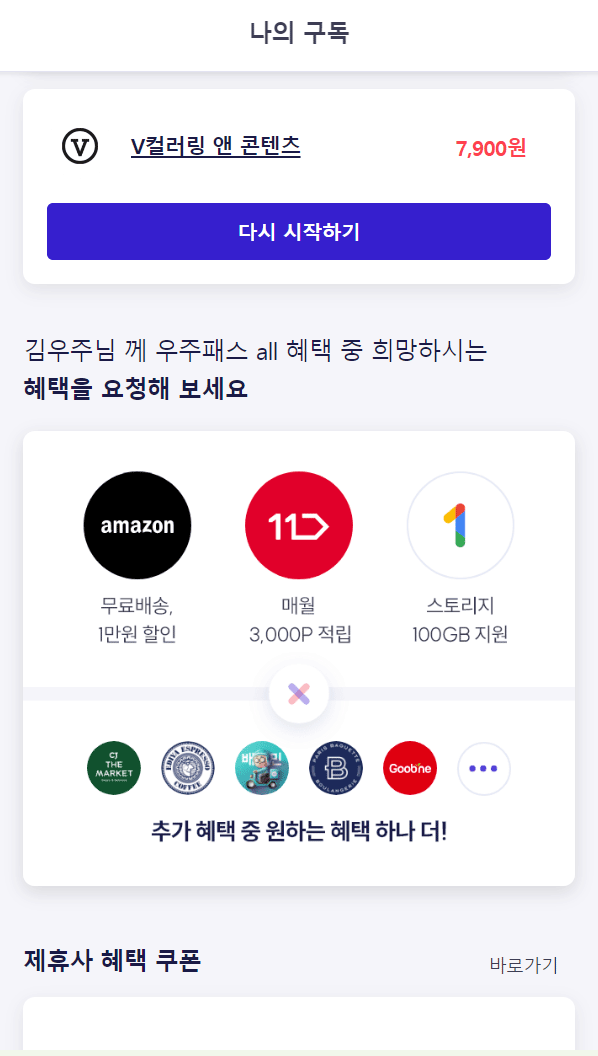 나의 구독
V
V컬러링 앤 콘텐츠
7,900원
다시 시작하기
김우주님 께 우주패스 all 혜택 중 희망하시는
혜택을 요청해 보세요
amazon
11
1
무료배송,
1만원 할인
매월
3,000P 적립
스토리지
100GB 지원
CJ
THE
MARKET
EDIYA ESPRESSO
COFFEE
PARIS BAQUETTE
B
BOULANGERIE
Goobne
추가 혜택 중 원하는 혜택 하나 더!
제휴사 혜택 쿠폰
바로가기